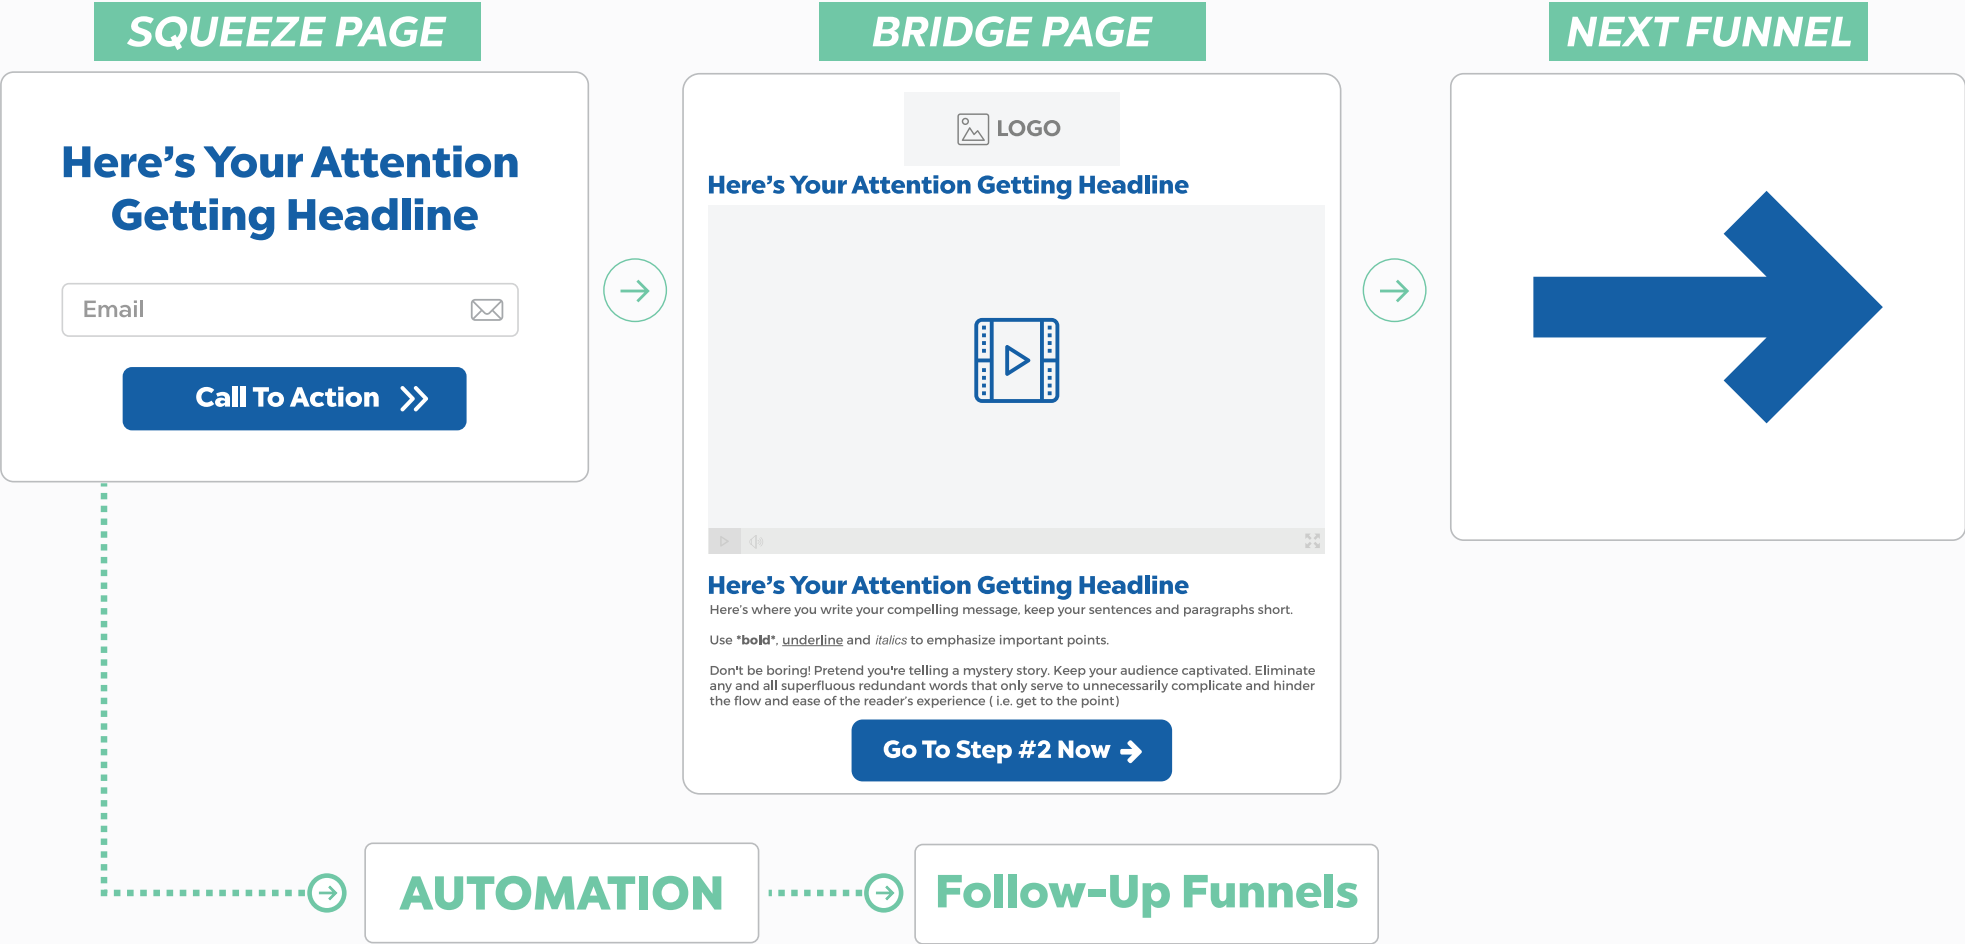 SQUEEZE PAGE
Here’s Your Attention
Getting Headline
Email
Call To Action
BRIDGE PAGE
LOGO
Here’s Your Attention Getting Headline
Here’s Your Attention Getting Headline
Here’s where you write your compelling message, keep your sentences and paragraphs short.
Use *bold*, underline and italics to emphasize important points.
Don't be boring! Pretend you're telling a mystery story. Keep your audience captivated. Eliminate
any and all superfluous redundant words that only serve to unnecessarily complicate and hinder
the flow and ease of the reader’s experience ( i.e. get to the point)
Go To Step #2 Now
NEXT FUNNEL
AUTOMATION
Follow-Up Funnels